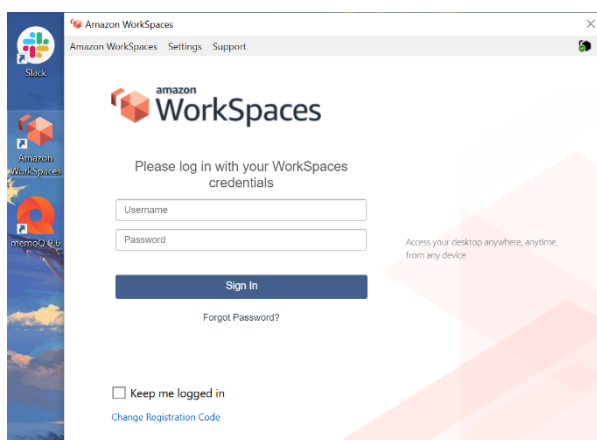 Amazon WorkSpaces
Amazon WorkSpaces Settings Support
Slack
amazon
WorkSpaces
Amazon
WorkSpaces
Please log in with your WorkSpaces
credentials
Username
Password
memoQ 9.6
Access your desktop anywhere, anytime,
from any device
Sign In
Forgot Password?
Keep me logged in
Change Registration Code